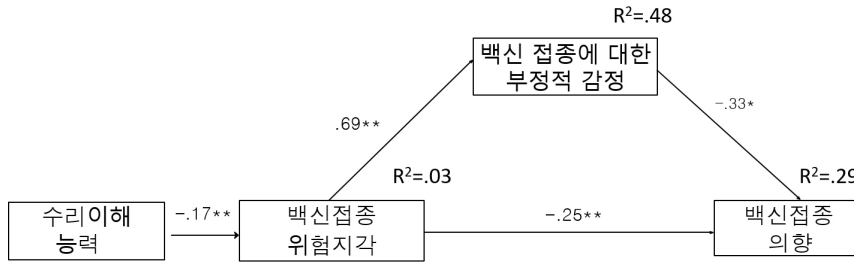 R²=.48
백신 접종에 대한
부정적 감정
.69**
-.33*
R²=.03
R²=.29
수리이해
능력
-.17**
백신접종
위험지각
-.25**
백신접종
의향